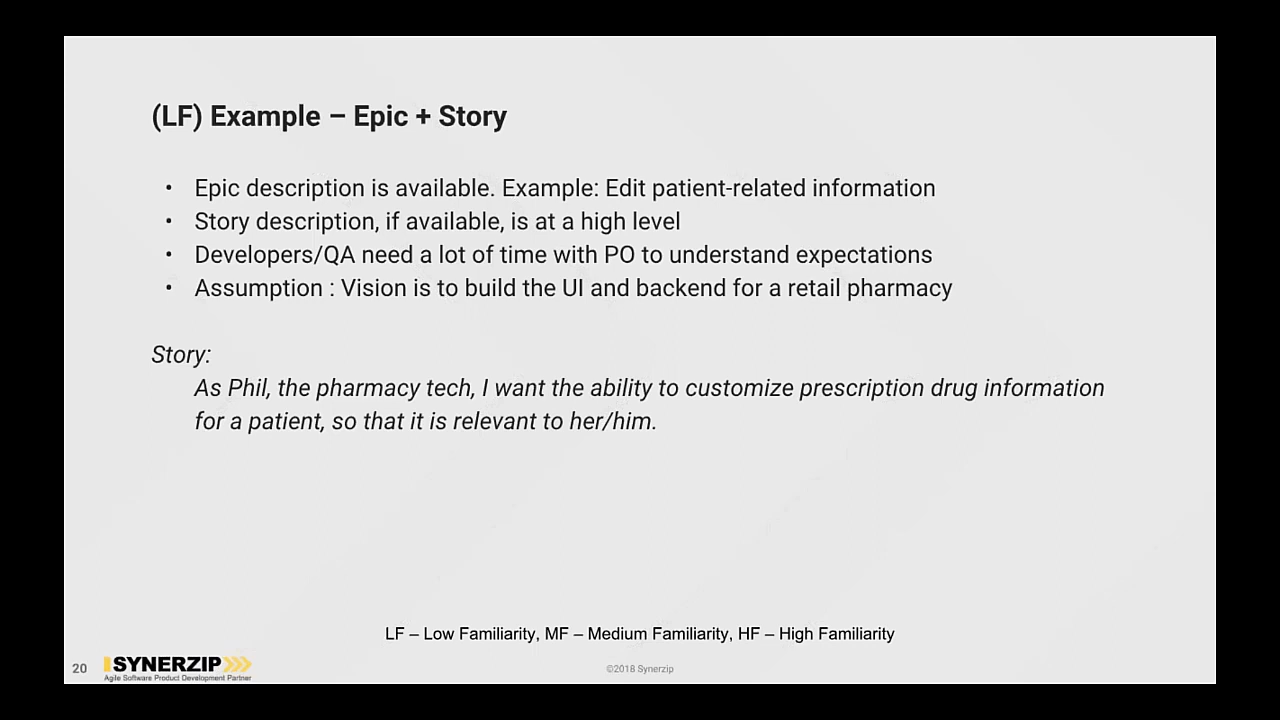 (LF) Example – Epic + Story
• Epic description is available. Example: Edit patient-related information
• Story description, if available, is at a high level
• Developers/QA need a lot of time with PO to understand expectations
• Assumption : Vision is to build the UI and backend for a retail pharmacy
Story:
As Phil, the pharmacy tech, I want the ability to customize prescription drug information
for a patient, so that it is relevant to her/him.
LF – Low Familiarity, MF – Medium Familiarity, HF – High Familiarity
20
SYNERZIP
Agile Software Product Development Partner
©2018 Synerzip